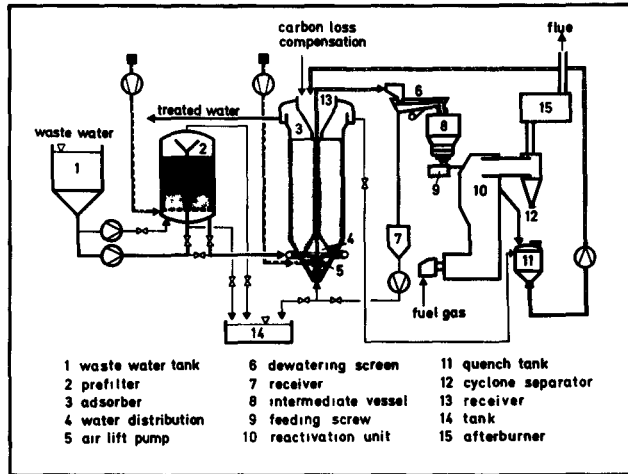 carbon loss
compensation
flue
13
6
15
treated water
waste water
3
8
2
1
10
9
12
7
4
11
5
fuel gas
14
1 waste water tank
2 prefilter
3 adsorber
4 water distribution
5 air lift pump
6 dewatering screen
7 receiver
8 intermediate vessel
9 feeding screw
10 reactivation unit
11 quench tank
12 cyclone separator
13 receiver
14 tank
15 afterburner